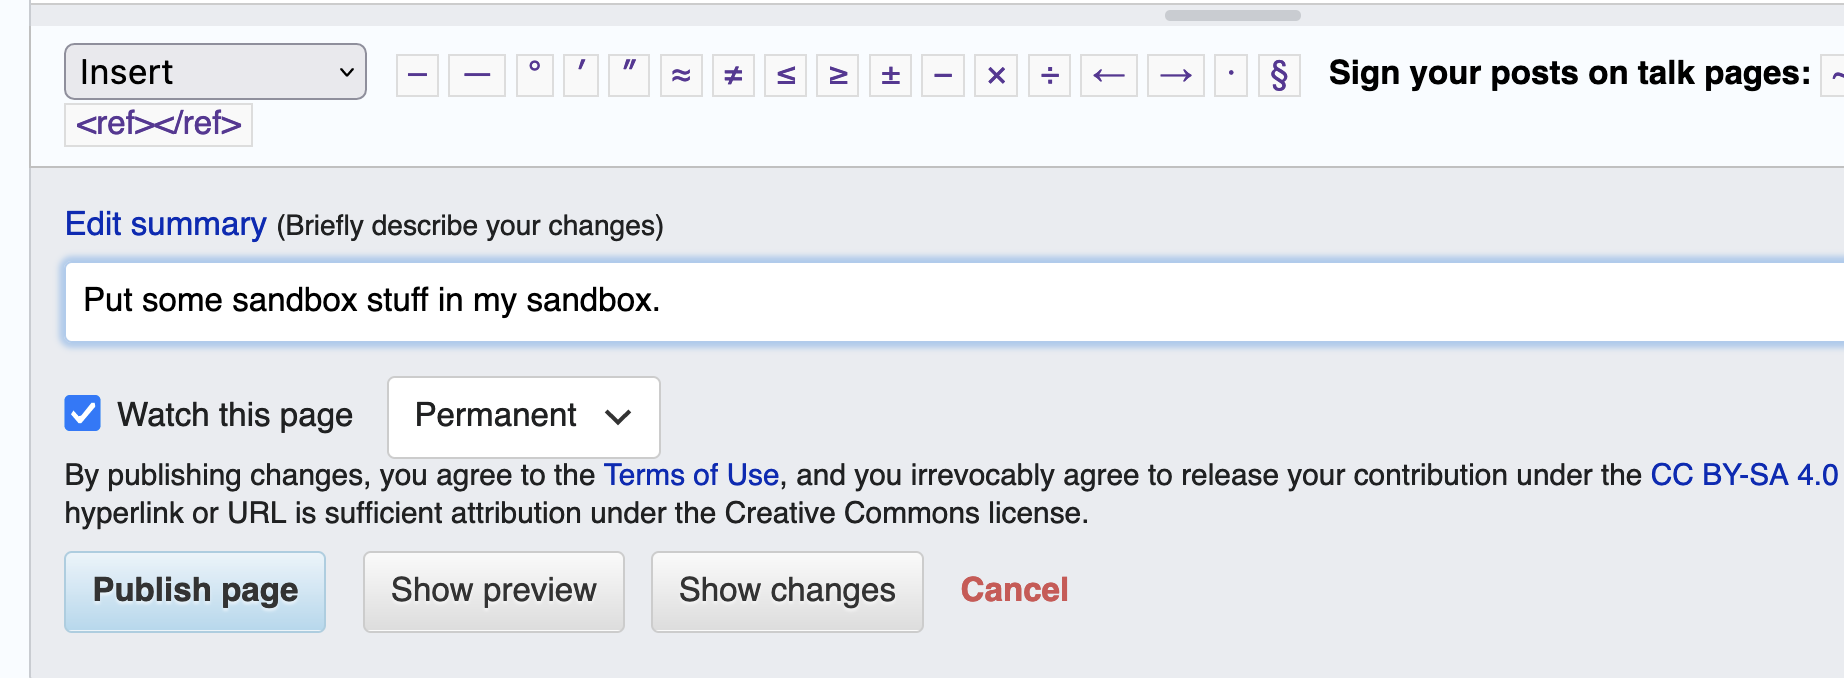 Insert – — ° ′ ″ ≈ ≠ ≤ ≥ ± − × ÷ ← → · § Sign your posts on talk pages: ~
<ref></ref>
Edit summary (Briefly describe your changes)
Put some sandbox stuff in my sandbox.
Watch this page Permanent
By publishing changes, you agree to the Terms of Use, and you irrevocably agree to release your contribution under the CC BY-SA 4.0
hyperlink or URL is sufficient attribution under the Creative Commons license.
Publish page Show preview Show changes Cancel